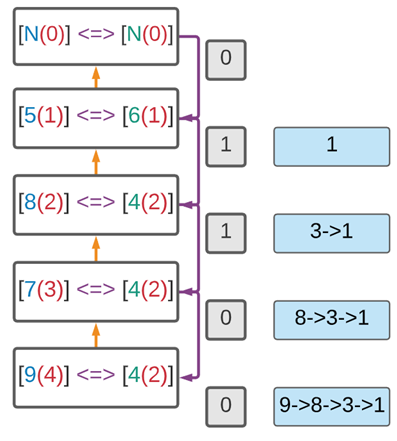 [N(0)] <=> [N(0)]
0
[5(1)] <=> [6(1)]
1
1
[8(2)] <=> [4(2)]
1
3->1
[7(3)] <=> [4(2)]
0
8->3->1
[9(4)] <=> [4(2)]
0
9->8->3->1